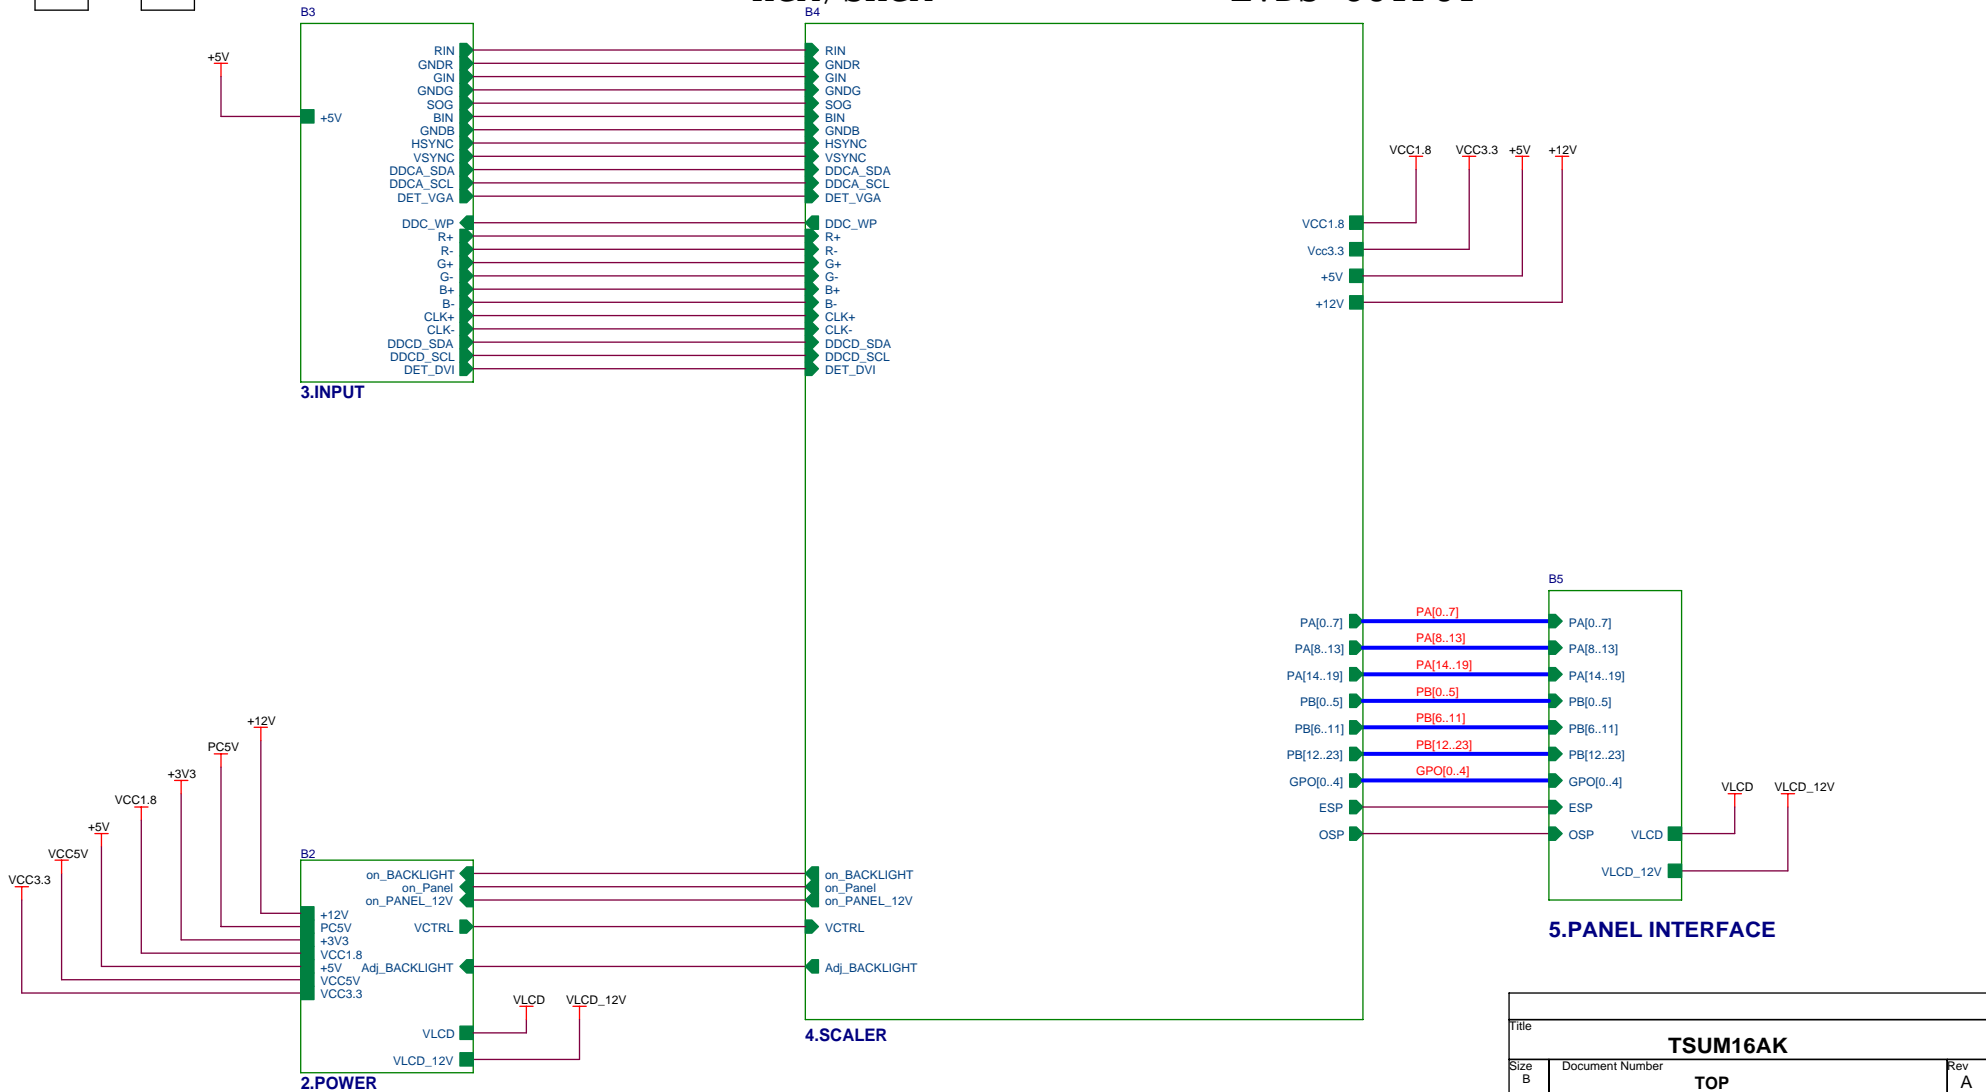 B3
B4
+5V
+5V
RIN
GNDR
GIN
GNDG
SOG
BIN
GNDB
HSYNC
VSYNC
DDCA_SDA
DDCA_SCL
DET_VGA
DDC_WP
R+
R-
G+
G-
B+
B-
CLK+
CLK-
DDCD_SDA
DDCD_SCL
DET_DVI
3.INPUT
RIN
GNDR
GIN
GNDG
SOG
BIN
GNDB
HSYNC
VSYNC
DDCA_SDA
DDCA_SCL
DET_VGA
DDC_WP
R+
R-
G+
G-
B+
B-
CLK+
CLK-
DDCD_SDA
DDCD_SCL
DET_DVI
VCC1.8 VCC3.3 +5V +12V
VCC1.8
Vcc3.3
+5V
+12V
B5
PA[0..7] PA[0..7] PA[0..7]
PA[8..13] PA[8..13] PA[8..13]
PA[14..19] PA[14..19] PA[14..19]
PB[0..5] PB[0..5] PB[0..5]
PB[6..11] PB[6..11] PB[6..11]
PB[12..23] PB[12..23] PB[12..23]
GPO[0..4] GPO[0..4] GPO[0..4]
ESP ESP
OSP OSP
VLCD VLCD_12V
VLCD
VLCD_12V
5.PANEL INTERFACE
+12V
PC5V
+3V3
VCC1.8
+5V
VCC5V
VCC3.3
B2
+12V
PC5V
+3V3
VCC1.8
+5V
VCC5V
VCC3.3
on_BACKLIGHT on_BACKLIGHT
on_Panel on_Panel
on_PANEL_12V on_PANEL_12V
VCTRL VCTRL
Adj_BACKLIGHT Adj_BACKLIGHT
VLCD VLCD_12V
VLCD
VLCD_12V
2.POWER
4.SCALER
Title
TSUM16AK
Size Document Number Rev
B TOP A